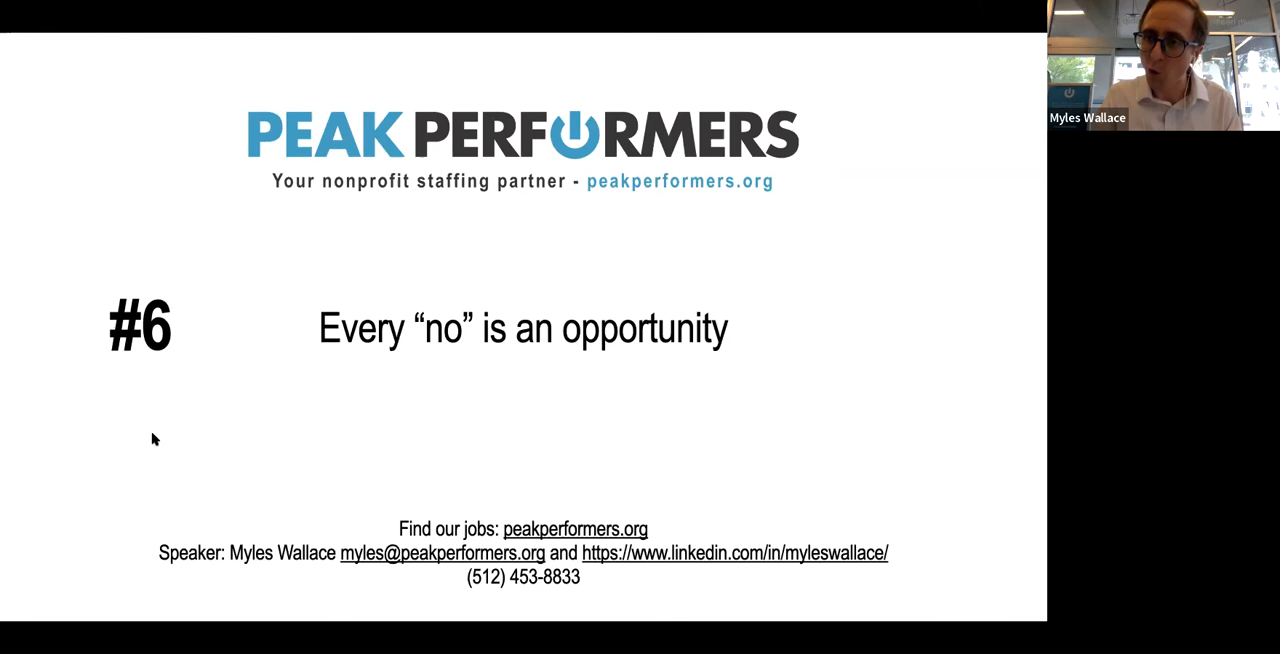 PEAK PERFORMERS
Your nonprofit staffing partner - peakperformers.org
Myles Wallace
#6 Every “no” is an opportunity
Find our jobs: peakperformers.org
Speaker: Myles Wallace myles@peakperformers.org and https://www.linkedin.com/in/myleswallace/
(512) 453-8833